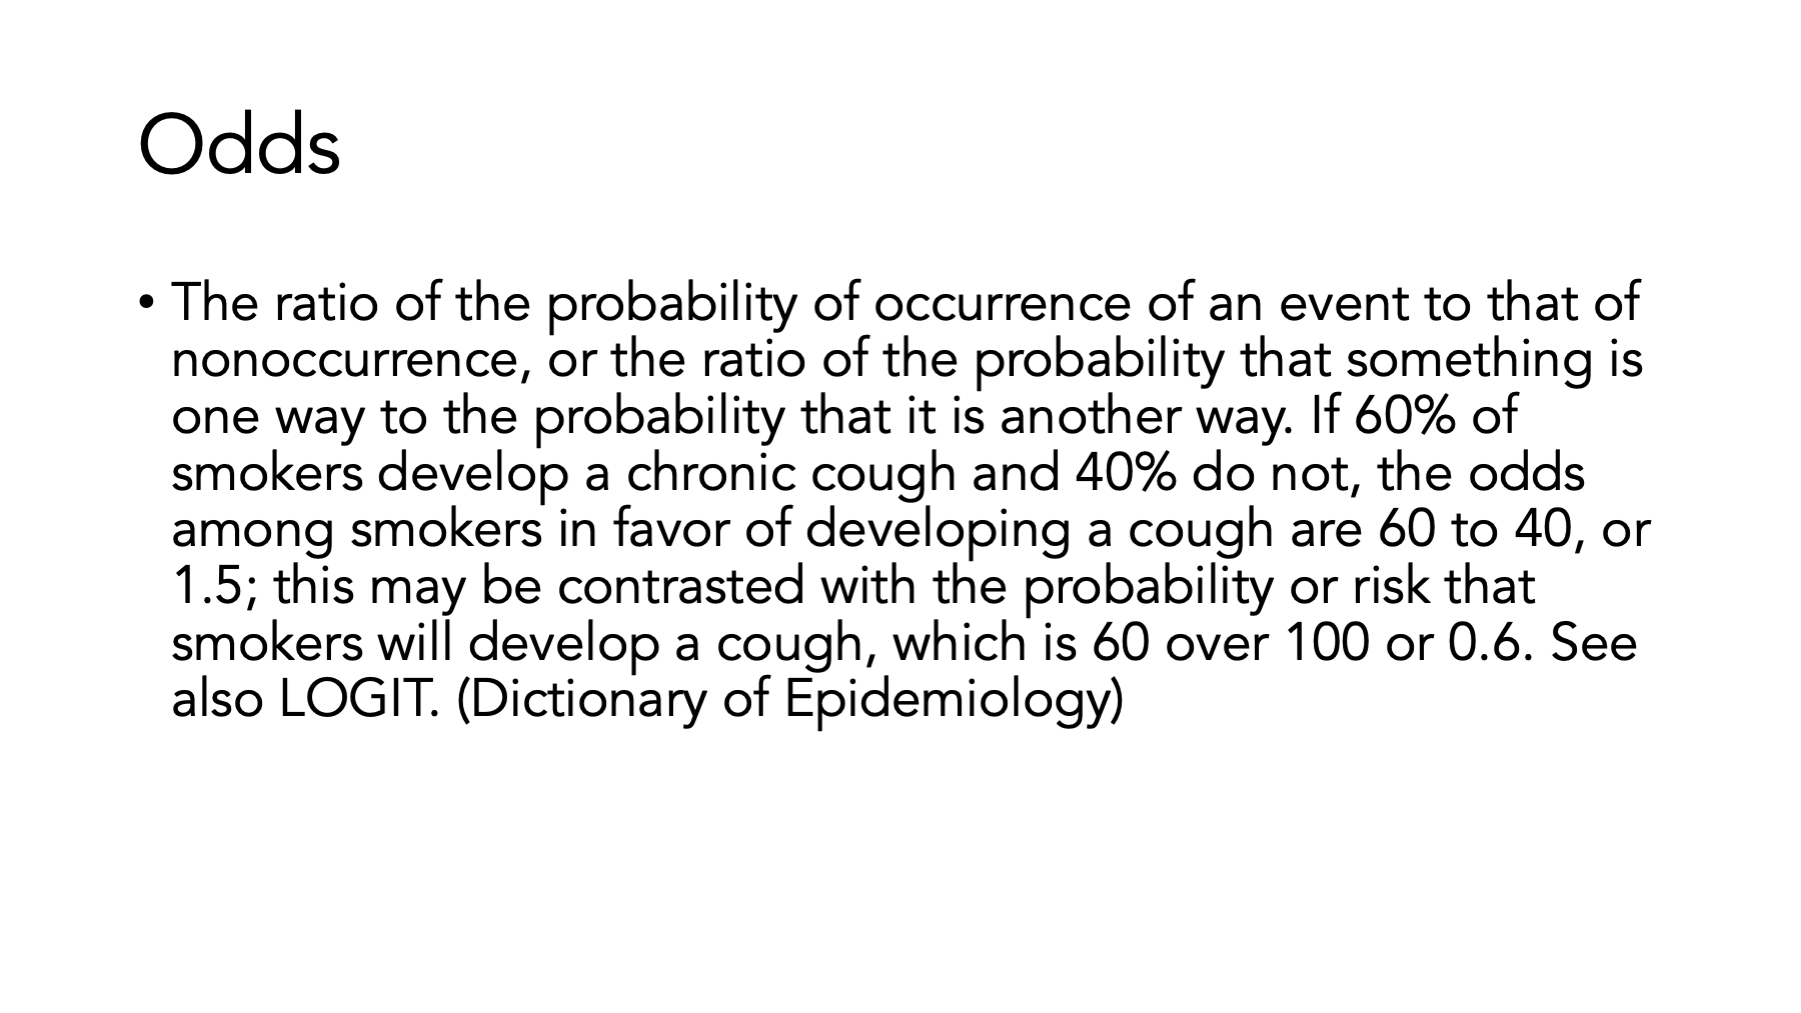 Odds
• The ratio of the probability of occurrence of an event to that of
nonoccurrence, or the ratio of the probability that something is
one way to the probability that it is another way. If 60% of
smokers develop a chronic cough and 40% do not, the odds
among smokers in favor of developing a cough are 60 to 40, or
1.5; this may be contrasted with the probability or risk that
smokers will develop a cough, which is 60 over 100 or 0.6. See
also LOGIT. (Dictionary of Epidemiology)